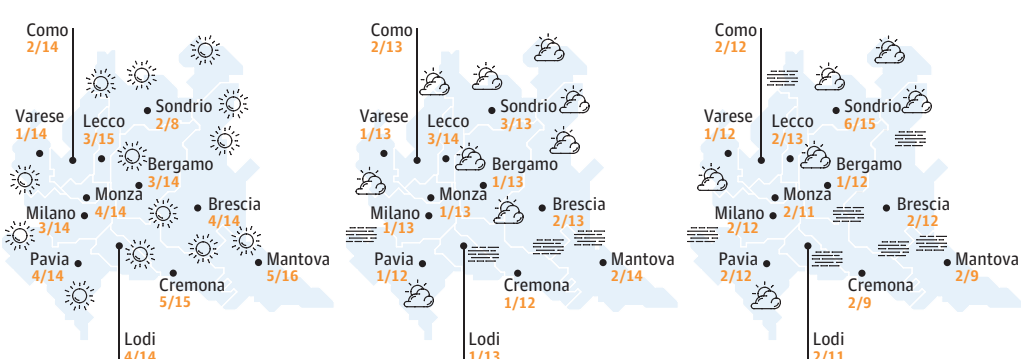 Como
2/14
Sondrio
2/8
Varese
1/14
Lecco
3/15
Bergamo
3/14
Monza
4/14
Milano
3/14
Brescia
4/14
Pavia
4/14
Mantova
5/16
Cremona
5/15
Lodi
4/14
Como
2/13
Sondrio
3/13
Varese
1/13
Lecco
3/14
Bergamo
1/13
Monza
1/13
Milano
1/13
Brescia
2/13
Pavia
1/12
Mantova
2/14
Cremona
1/12
Lodi
1/13
Como
2/12
Sondrio
6/15
Varese
1/12
Lecco
2/13
Bergamo
1/12
Monza
2/11
Milano
2/12
Brescia
2/12
Pavia
2/12
Mantova
2/9
Cremona
2/9
Lodi
2/11